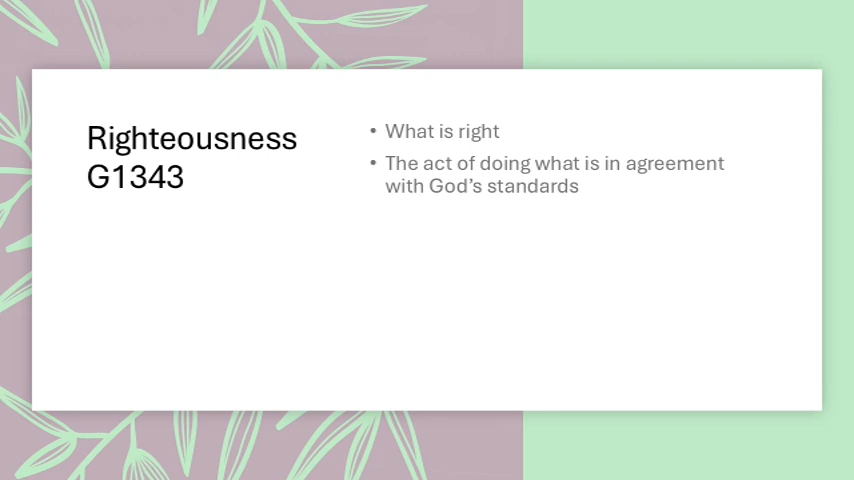 Righteousness
G1343
• What is right
• The act of doing what is in agreement
with God’s standards